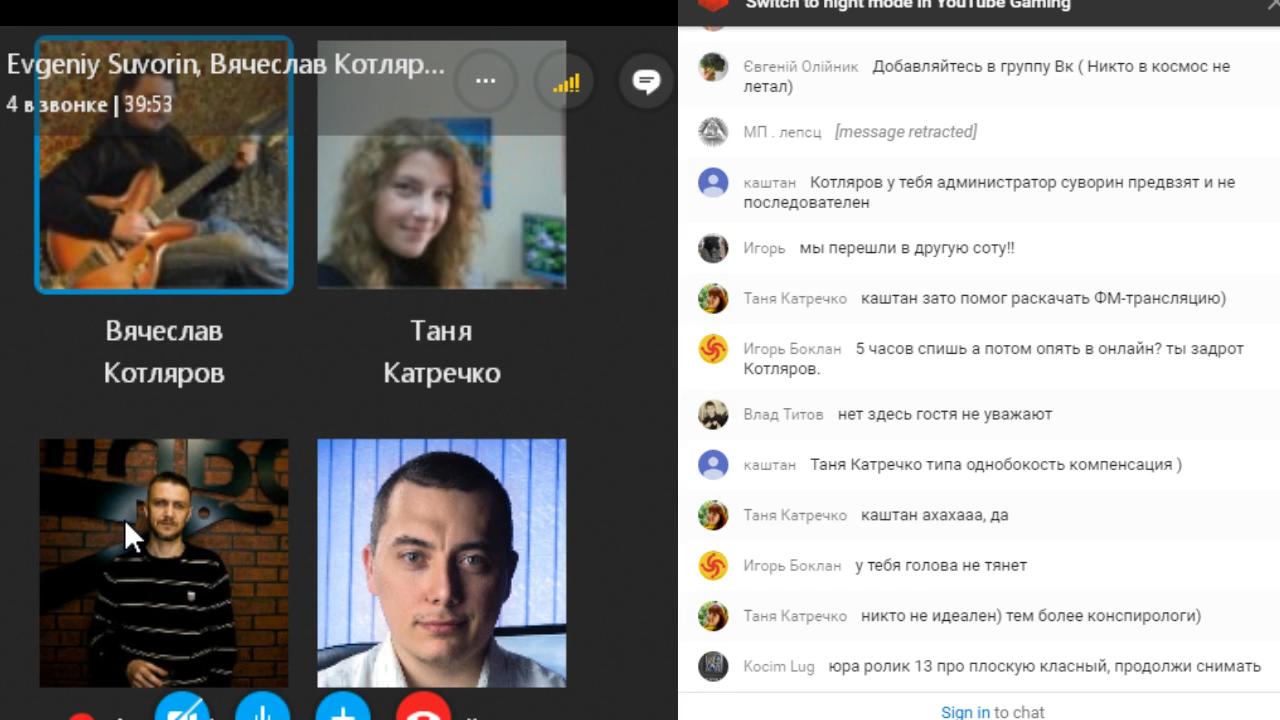 Evgeniy Suvorin, Вячеслав Котляр...
4 в звонке | 39:53
Вячеслав
Котляров
Таня
Катречко
Switch to night mode in YouTube Gaming
Євгеній Олійник Добавляйтесь в группу Вк ( Никто в космос не
летал)
МП . лепсц [message retracted]
каштан Котляров у тебя администратор суворин предвзят и не
последователен
Игорь мы перешли в другую соту!!
Таня Катречко каштан зато помог раскачать ФМ-трансляцию)
Игорь Боклан 5 часов спишь а потом опять в онлайн? ты задрот
Котляров.
Влад Титов нет здесь гостя не уважают
каштан Таня Катречко типа однобокость компенсация )
Таня Катречко каштан ахахааа, да
Игорь Боклан у тебя голова не тянет
Таня Катречко никто не идеален) тем более конспирологи)
Kocim Lug юра ролик 13 про плоскую класный, продолжи снимать
Sign in to chat